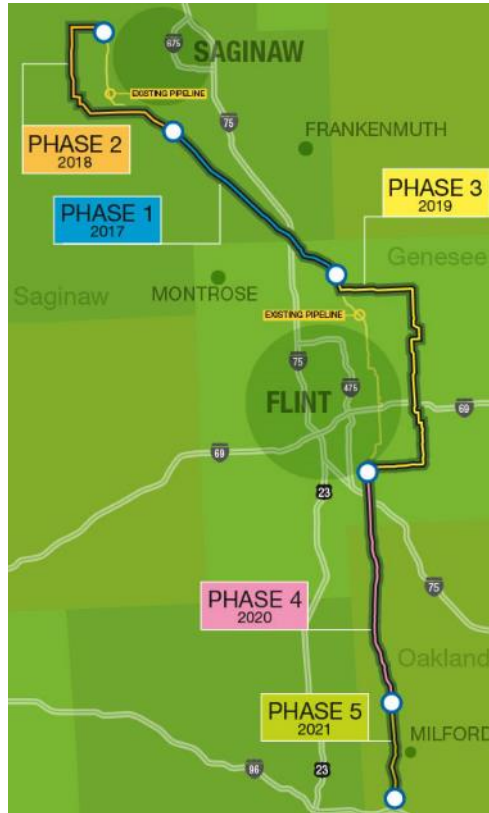 675
SAGINAW
EXISTING PIPELINE
75
FRANKENMUTH
PHASE 2
2018
PHASE 3
2019
PHASE 1
2017
Genesee
Saginaw
MONTROSE
EXISTING PIPELINE
75
475
FLINT
69
69
23
75
PHASE 4
2020
Oakland
PHASE 5
2021
MILFORD
96
23